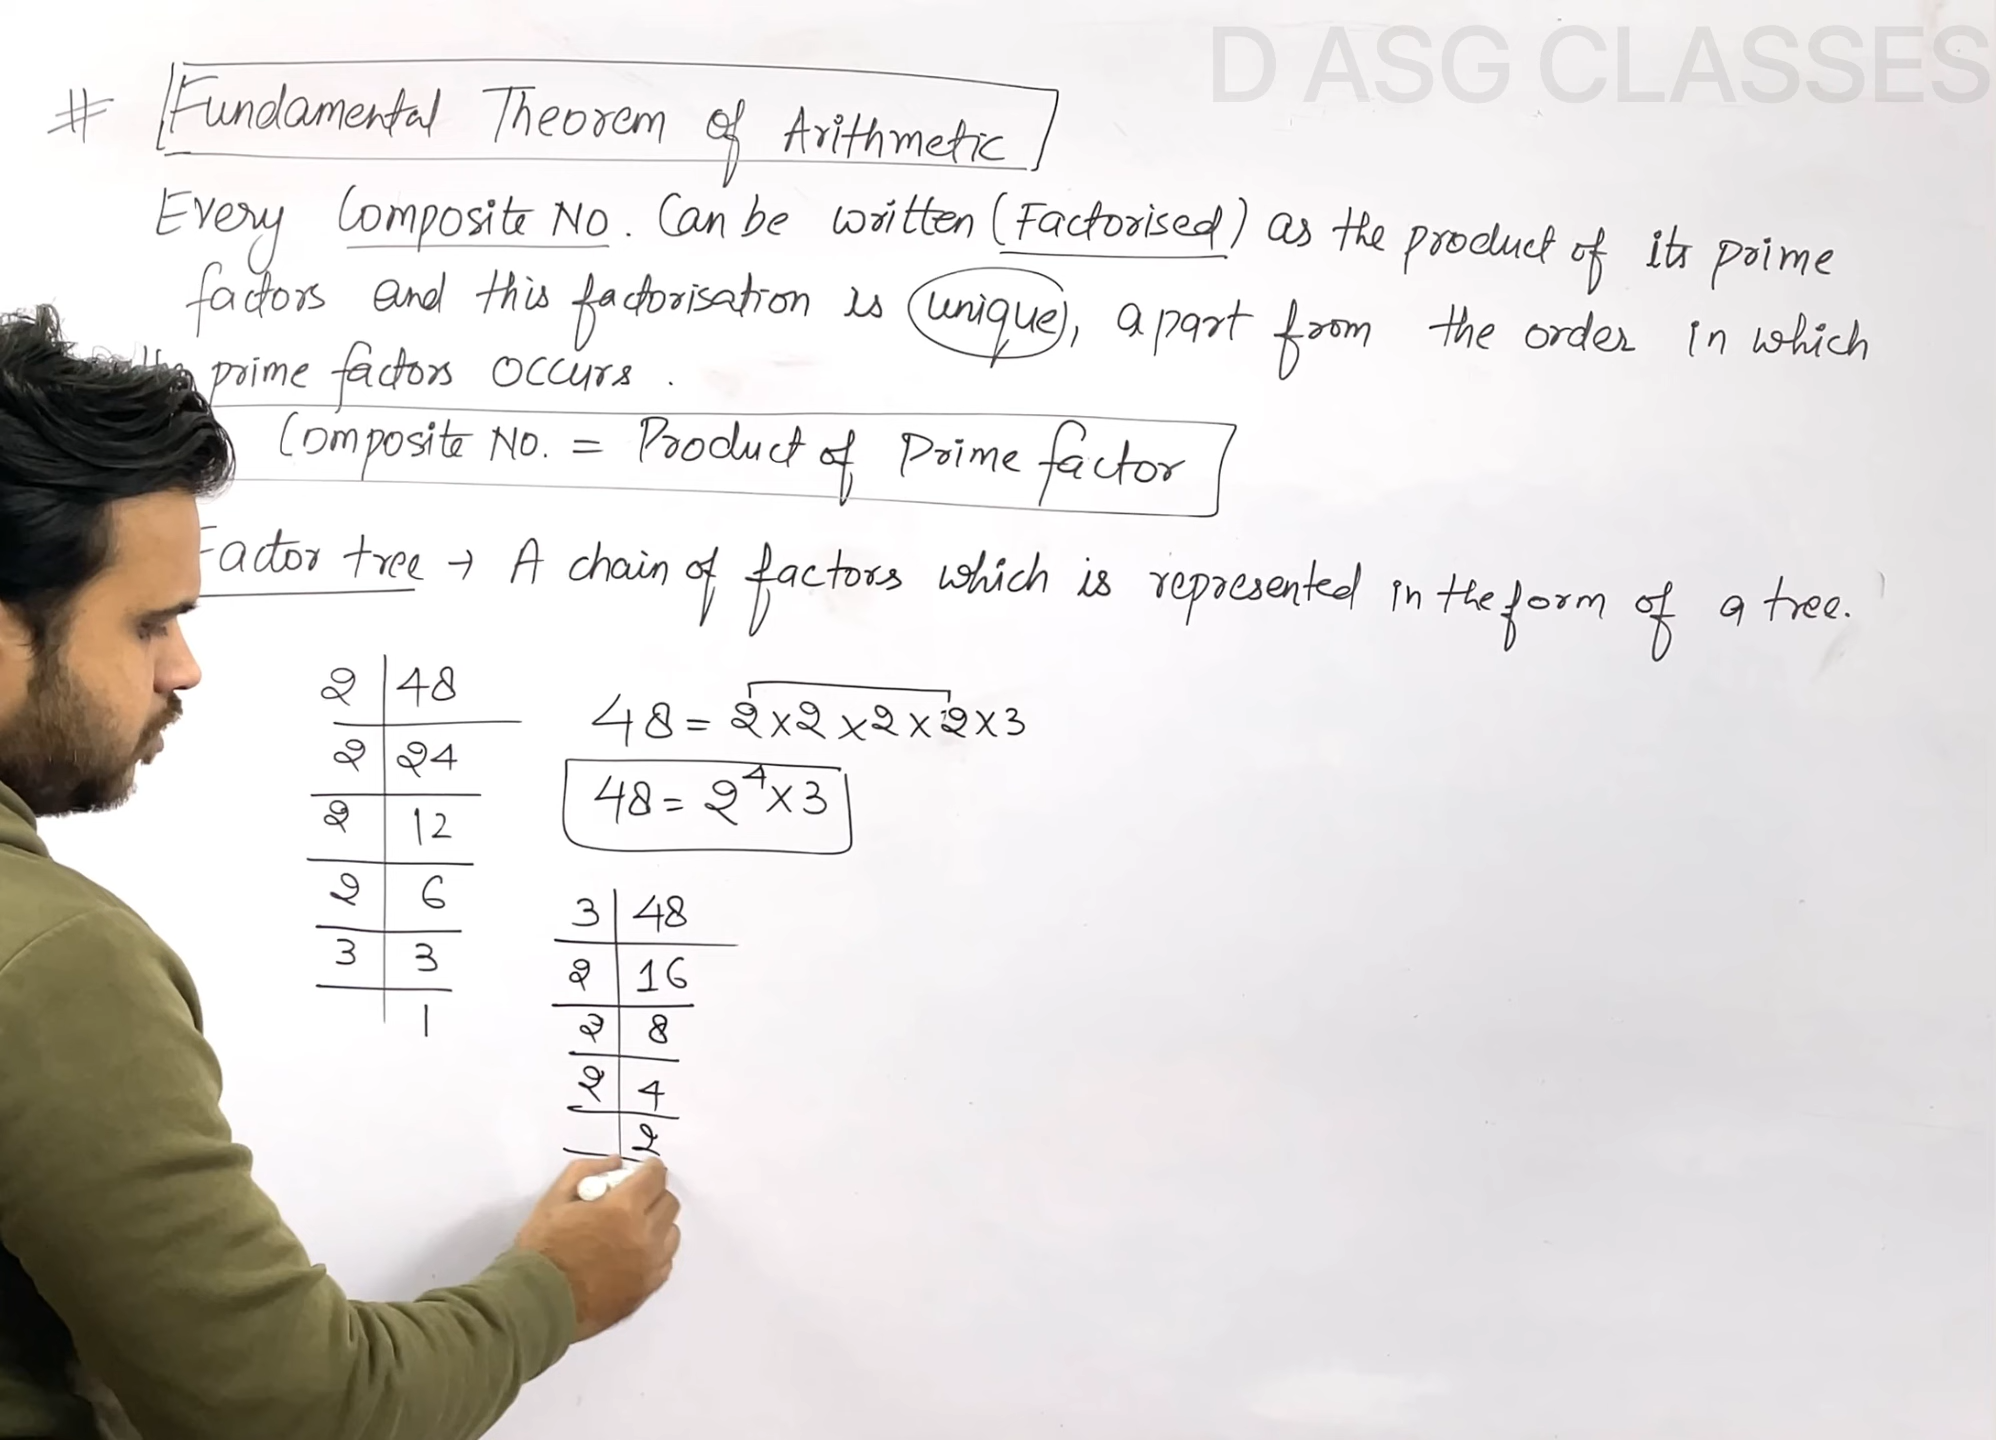 D ASG CLASSES
# Fundamental Theorem of Arithmetic
Every Composite No. Can be written (Factorised) as the product of its prime
factors and this factorisation is unique, apart from the order in which
prime factors occurs.
Composite No. = Product of Prime factor
Factor tree → A chain of factors which is represented in the form of a tree.
2 | 48
2 | 24
2 | 12
2 | 6
3 | 3
1
48 = 2×2×2×2×3
48 = 2⁴×3
3 | 48
2 | 16
2 | 8
2 | 4
2